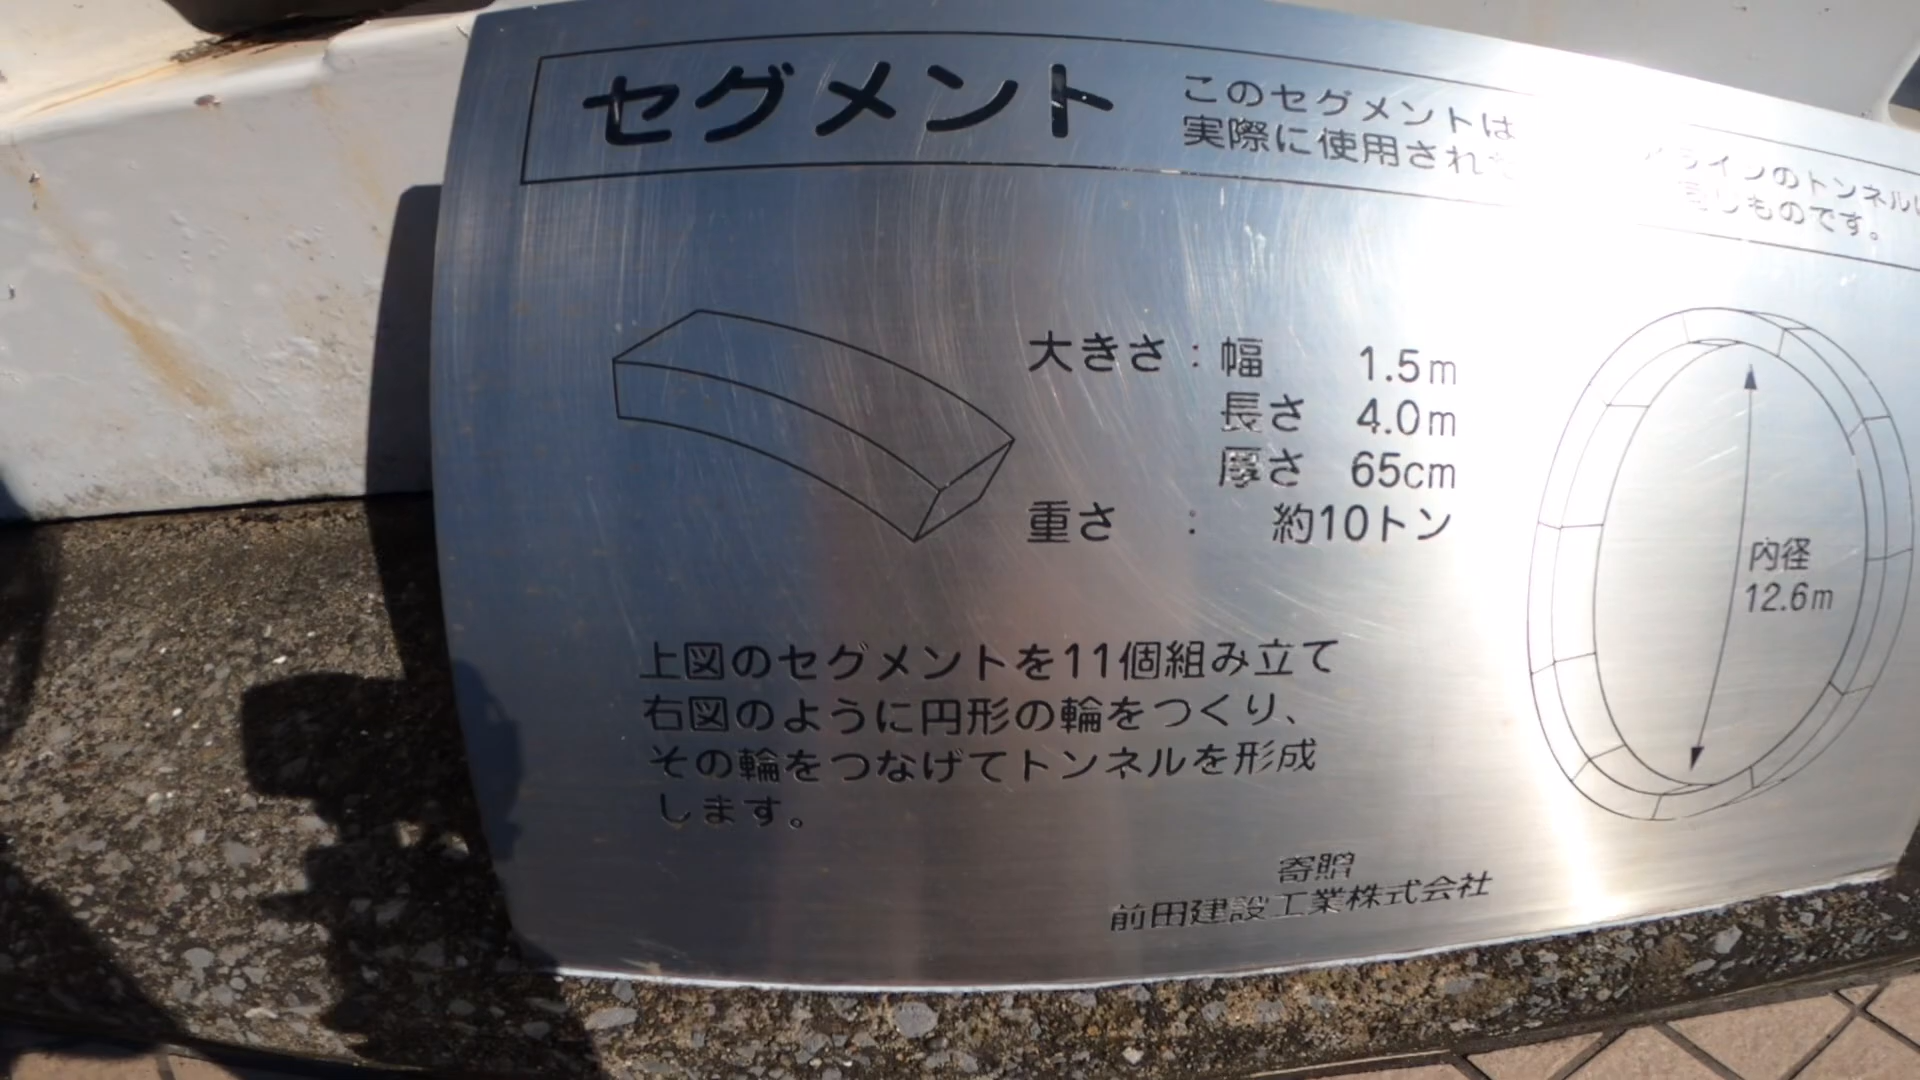 セグメント
このセグメントは
ラインのトンネルに
実際に使用され
同じものです。
大きさ：幅 1.5m
長さ 4.0m
厚さ 65cm
重さ ： 約10トン
内径
12.6m
上図のセグメントを11個組み立て
右図のように円形の輪をつくり、
その輪をつなげてトンネルを形成
します。
寄贈
前田建設工業株式会社